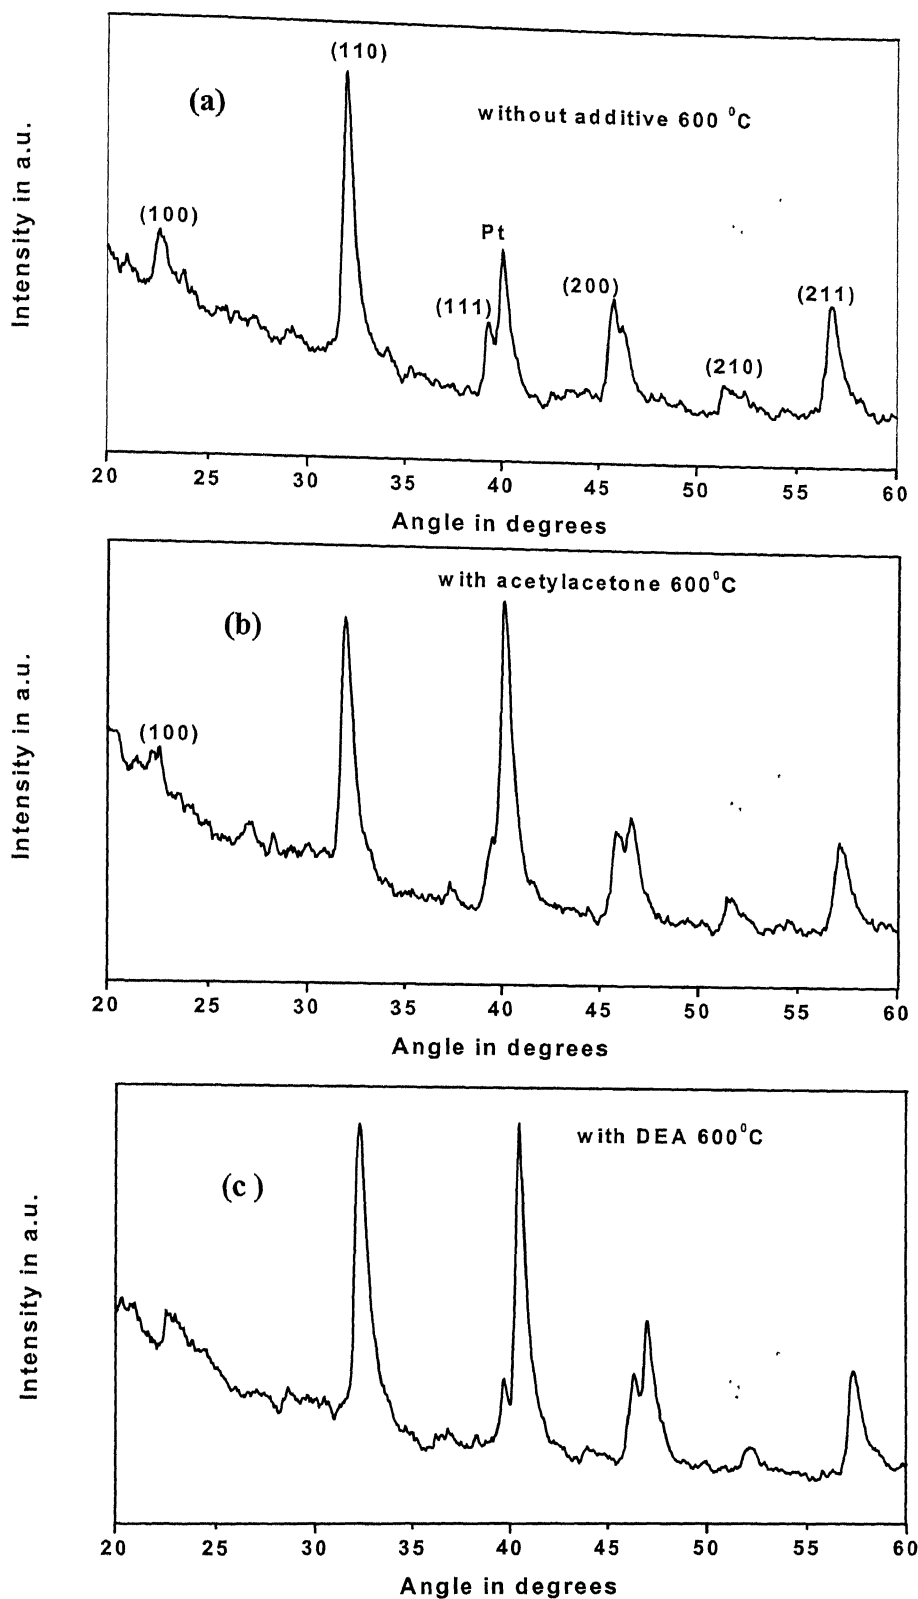 (110)
(a)
without additive 600 ⁰C
(100)
Pt
(111)
(200)
(210)
(211)
Intensity in a.u.
20 25 30 35 40 45 50 55 60
Angle in degrees
with acetylacetone 600⁰C
(b)
(100)
Intensity in a.u.
20 25 30 35 40 45 50 55 60
Angle in degrees
with DEA 600⁰C
(c )
Intensity in a.u.
20 25 30 35 40 45 50 55 60
Angle in degrees